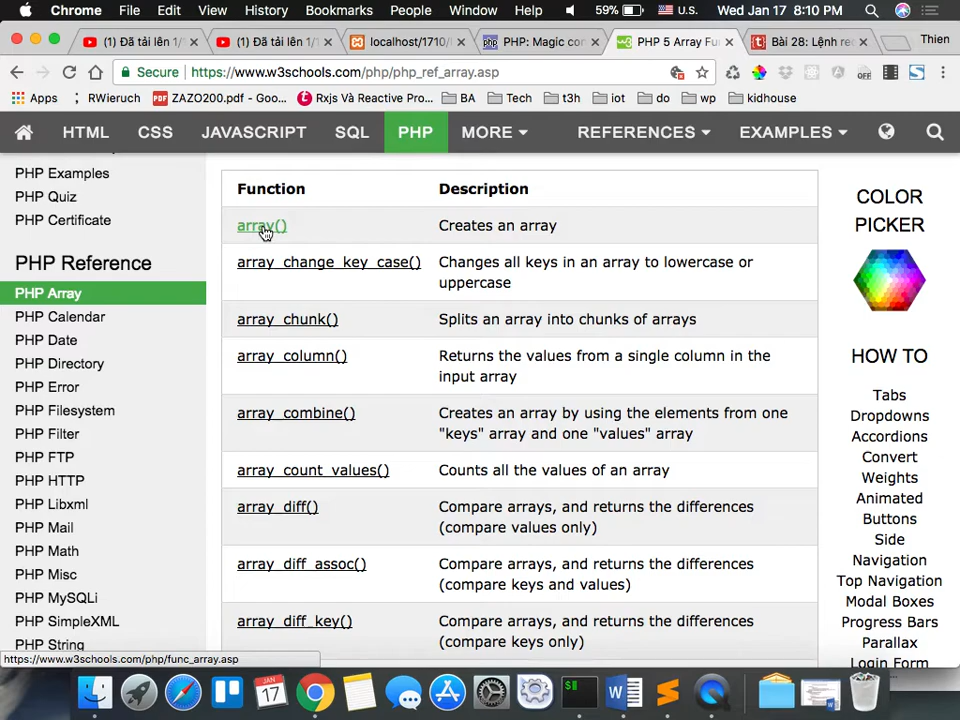 Chrome File Edit View History Bookmarks People Window Help 59% U.S. Wed Jan 17 8:10 PM
(1) Đã tải lên 1/ (1) Đã tải lên 1/ localhost/1710/ PHP: Magic con PHP 5 Array Fu Bài 28: Lệnh re Thien
Secure https://www.w3schools.com/php/php_ref_array.asp
Apps RWieruch ZAZO200.pdf - Goo... Rxjs Và Reactive Pro... BA Tech t3h iot do wp kidhouse
HTML CSS JAVASCRIPT SQL PHP MORE REFERENCES EXAMPLES
PHP Examples
PHP Quiz
PHP Certificate
PHP Reference
PHP Array
PHP Calendar
PHP Date
PHP Directory
PHP Error
PHP Filesystem
PHP Filter
PHP FTP
PHP HTTP
PHP Libxml
PHP Mail
PHP Math
PHP Misc
PHP MySQLi
PHP SimpleXML
PHP String
https://www.w3schools.com/php/func_array.asp
Function Description
array() Creates an array
array_change_key_case() Changes all keys in an array to lowercase or
uppercase
array_chunk() Splits an array into chunks of arrays
array_column() Returns the values from a single column in the
input array
array_combine() Creates an array by using the elements from one
"keys" array and one "values" array
array_count_values() Counts all the values of an array
array_diff() Compare arrays, and returns the differences
(compare values only)
array_diff_assoc() Compare arrays, and returns the differences
(compare keys and values)
array_diff_key() Compare arrays, and returns the differences
(compare keys only)
COLOR
PICKER
HOW TO
Tabs
Dropdowns
Accordions
Convert
Weights
Animated
Buttons
Side
Navigation
Top Navigation
Modal Boxes
Progress Bars
Parallax
Login Form
JAN
17